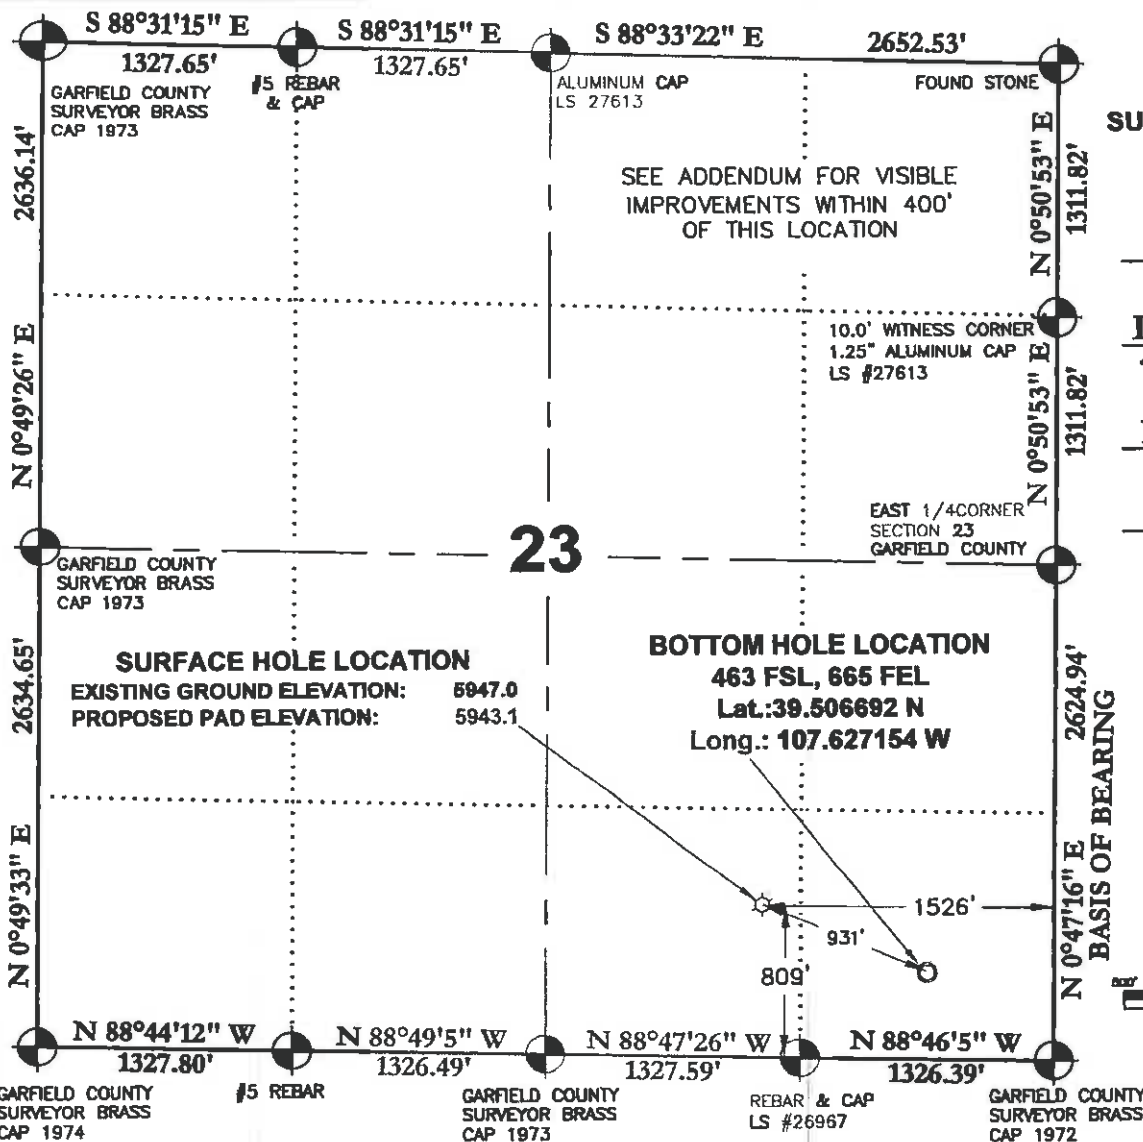 S 88°31'15" E
1327.65'
S 88°31'15" E
1327.65'
S 88°33'22" E
2652.53'
GARFIELD COUNTY
SURVEYOR BRASS
CAP 1973
#5 REBAR
& CAP
ALUMINUM CAP
LS 27613
FOUND STONE
SU
2636.14'
N 0°50'53" E
1311.82'
SEE ADDENDUM FOR VISIBLE
IMPROVEMENTS WITHIN 400'
OF THIS LOCATION
N 0°49'26" E
10.0' WITNESS CORNER
1.25" ALUMINUM CAP
LS #27613
N 0°50'53" E
1311.82'
EAST 1/4CORNER
SECTION 23
GARFIELD COUNTY
23
GARFIELD COUNTY
SURVEYOR BRASS
CAP 1973
2634.65'
SURFACE HOLE LOCATION
EXISTING GROUND ELEVATION: 5947.0
PROPOSED PAD ELEVATION: 5943.1
BOTTOM HOLE LOCATION
463 FSL, 665 FEL
Lat.:39.506692 N
Long.: 107.627154 W
2624.94'
BASIS OF BEARING
N 0°49'33" E
N 0°47'16" E
1526'
931'
809'
N 88°44'12" W
1327.80'
N 88°49'5" W
1326.49'
N 88°47'26" W
1327.59'
N 88°46'5" W
1326.39'
GARFIELD COUNTY
SURVEYOR BRASS
CAP 1974
#5 REBAR
GARFIELD COUNTY
SURVEYOR BRASS
CAP 1973
REBAR & CAP
LS #26967
GARFIELD COUNTY
SURVEYOR BRASS
CAP 1972